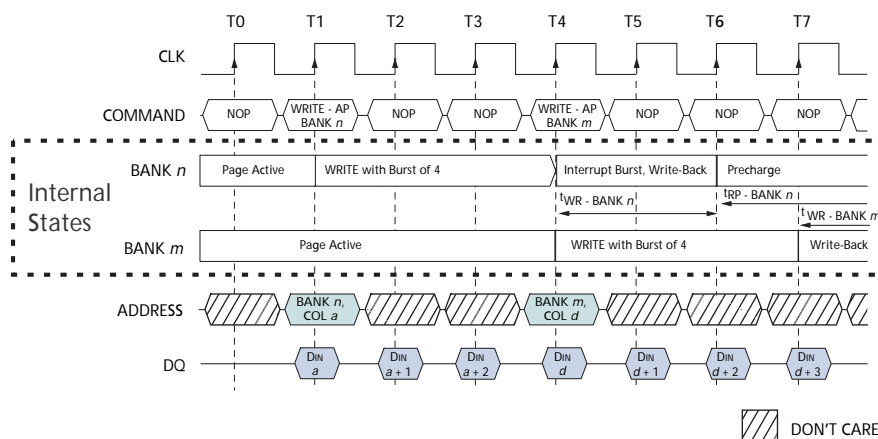 T0 T1 T2 T3 T4 T5 T6 T7
CLK
COMMAND NOP WRITE - AP BANK n NOP NOP WRITE - AP BANK m NOP NOP NOP
Internal States
BANK n Page Active WRITE with Burst of 4 Interrupt Burst, Write-Back Precharge
tWR - BANK n tRP - BANK n
tWR - BANK m
BANK m Page Active WRITE with Burst of 4 Write-Back
ADDRESS BANK n, COL a BANK m, COL d
DQ DIN a DIN a + 1 DIN a + 2 DIN d DIN d + 1 DIN d + 2 DIN d + 3
DON'T CARE